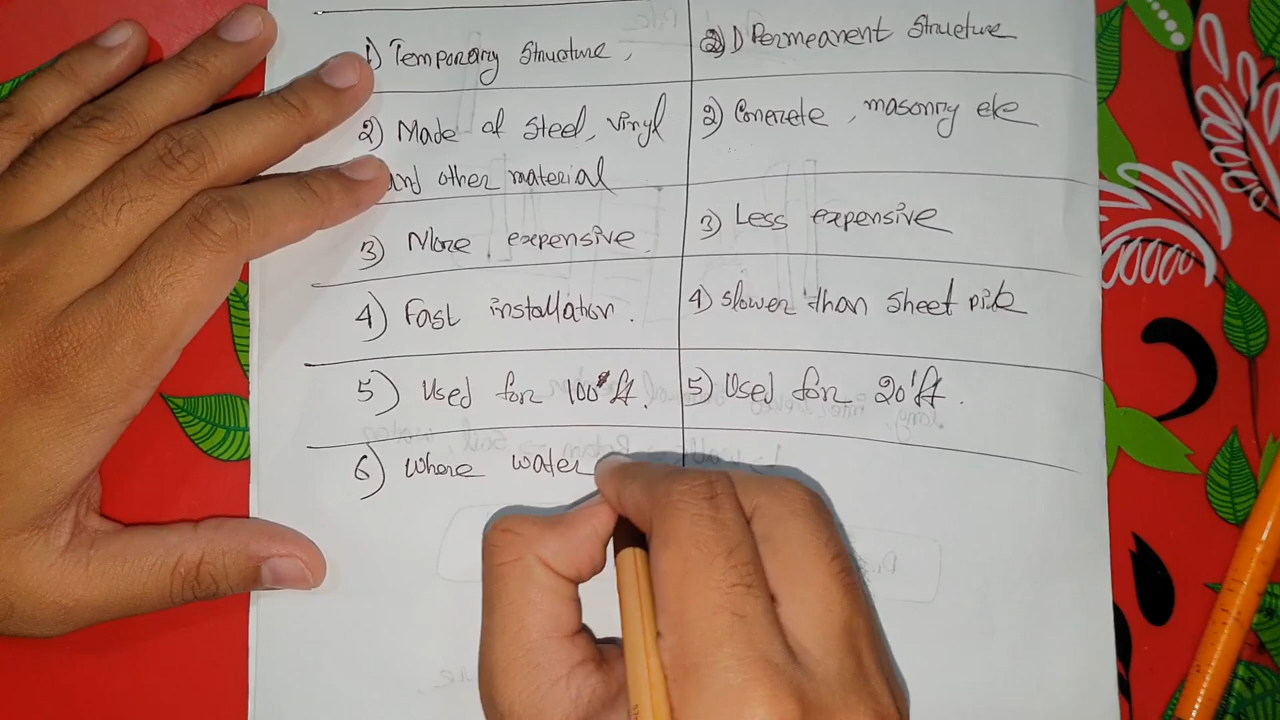 1) Temporary Structure,
2) 1) Permeanent Structure
2) Made of Steel, Vinyl
and other material
2) Concrete, masonry etc
3) More expensive
3) Less expensive
4) Fast installation.
4) slower than sheet pile
5) Used for 100 ft.
5) Used for 20' ft.
6) where water